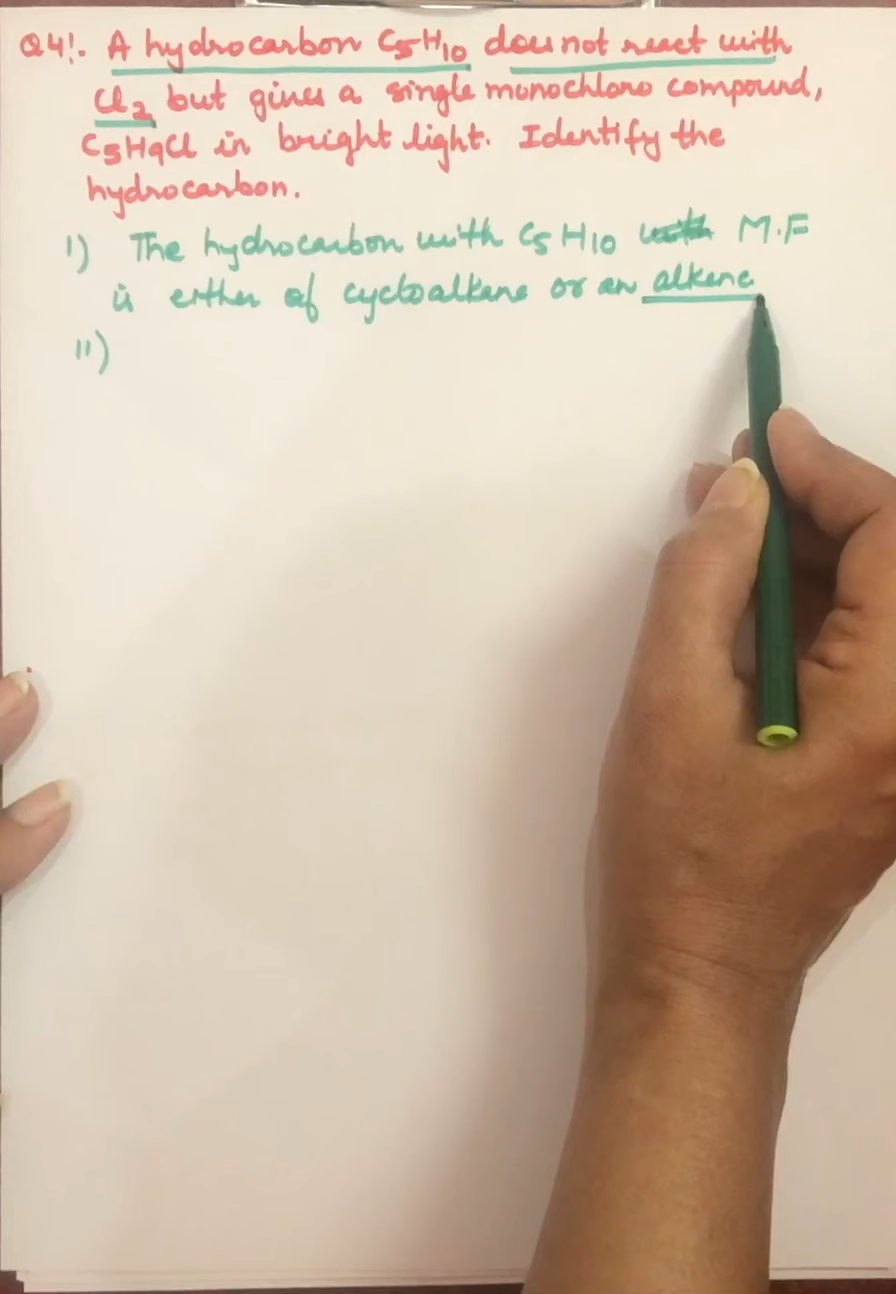 Q4!. A hydrocarbon C5H10 does not react with
Cl2 but gives a single monochloro compound,
C5H9Cl in bright light. Identify the
hydrocarbon.
1) The hydrocarbon with C5H10 M.F
is either of cycloalkane or an alkene
11)